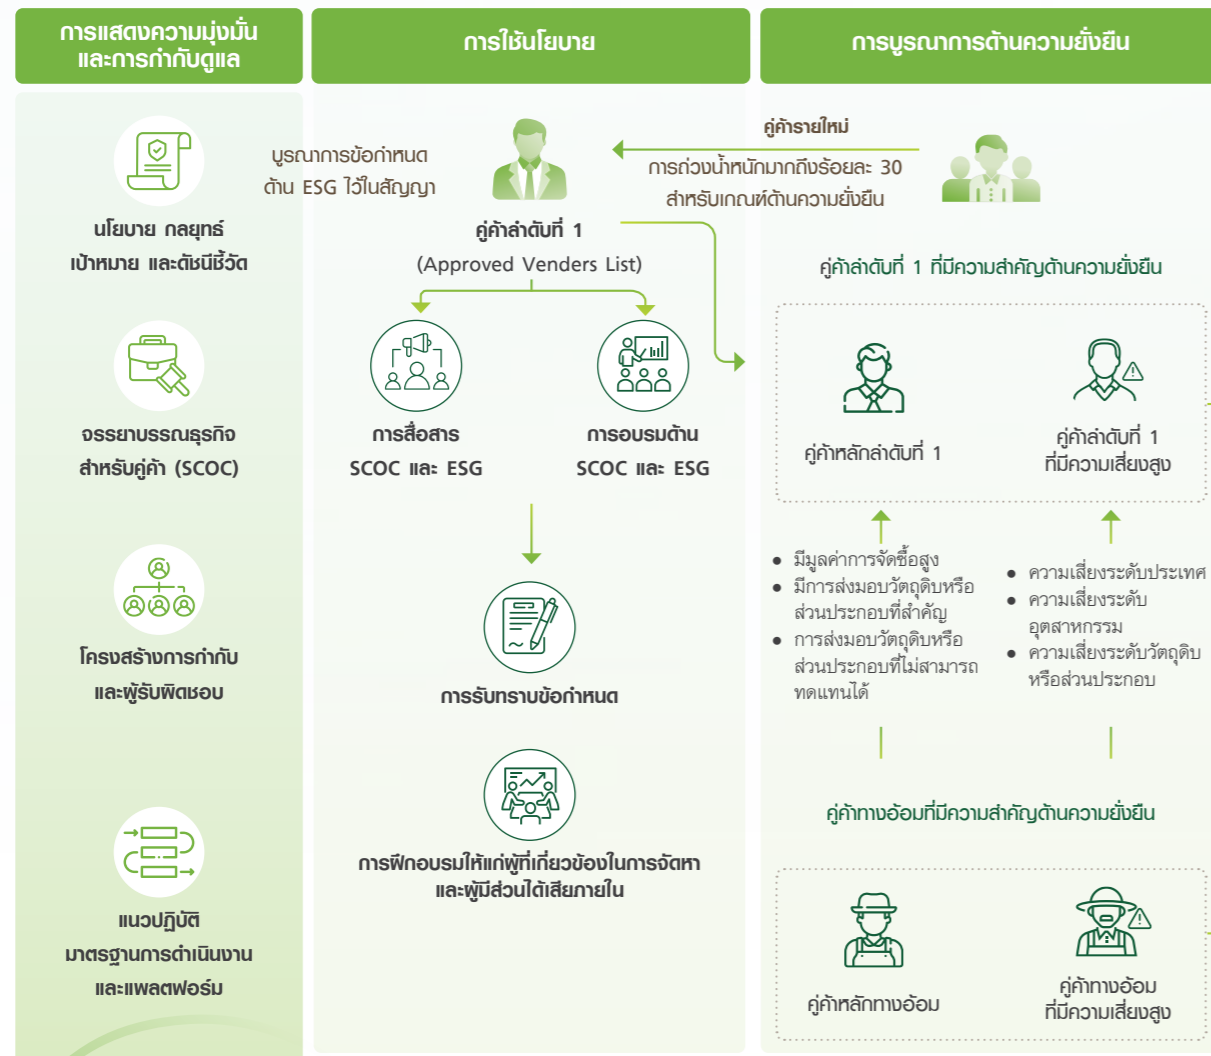 การแสดงความมุ่งมั่น
และการกำกับดูแล
นโยบาย กลยุทธ์
เป้าหมาย และดัชนีชี้วัด
จรรยาบรรณธุรกิจ
สำหรับคู่ค้า (SCOC)
โครงสร้างการกำกับ
และผู้รับผิดชอบ
แนวปฏิบัติ
มาตรฐานการดำเนินงาน
และแพลตฟอร์ม
การใช้นโยบาย
บูรณาการข้อกำหนด
ด้าน ESG ไว้ในสัญญา
คู่ค้าลำดับที่ 1
(Approved Venders List)
การสื่อสาร
SCOC และ ESG
การอบรมด้าน
SCOC และ ESG
การรับทราบข้อกำหนด
การฝึกอบรมให้แก่ผู้ที่เกี่ยวข้องในการจัดหา
และผู้มีส่วนได้เสียภายใน
การบูรณาการด้านความยั่งยืน
คู่ค้ารายใหม่
การถ่วงน้ำหนักมากถึงร้อยละ 30
สำหรับเกณฑ์ด้านความยั่งยืน
คู่ค้าลำดับที่ 1 ที่มีความสำคัญด้านความยั่งยืน
คู่ค้าหลักลำดับที่ 1
คู่ค้าลำดับที่ 1
ที่มีความเสี่ยงสูง
• มีมูลค่าการจัดซื้อสูง
• มีการส่งมอบวัตถุดิบหรือ
ส่วนประกอบที่สำคัญ
• การส่งมอบวัตถุดิบหรือ
ส่วนประกอบที่ไม่สามารถ
ทดแทนได้
• ความเสี่ยงระดับประเทศ
• ความเสี่ยงระดับ
อุตสาหกรรม
• ความเสี่ยงระดับวัตถุดิบ
หรือส่วนประกอบ
คู่ค้าทางอ้อมที่มีความสำคัญด้านความยั่งยืน
คู่ค้าหลักทางอ้อม
คู่ค้าทางอ้อม
ที่มีความเสี่ยงสูง